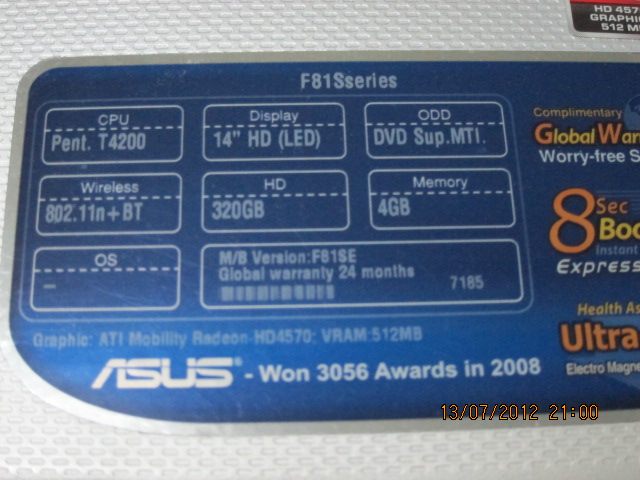 HD 457
GRAPHI
512 M
F81Sseries
CPU
Pent. T4200
Display
14" HD (LED)
ODD
DVD Sup.MTI.
Wireless
802.11n+BT
HD
320GB
Memory
4GB
OS
–
M/B Version:F81SE
Global warranty 24 months
7185
Graphic: ATI Mobility Radeon HD4570: VRAM:512MB
ASUS® - Won 3056 Awards in 2008
Complimentary
Global War
Worry-free S
8 Sec
Boo
Instant
Express
Health As
Ultra
Electro Magne
13/07/2012 21:00